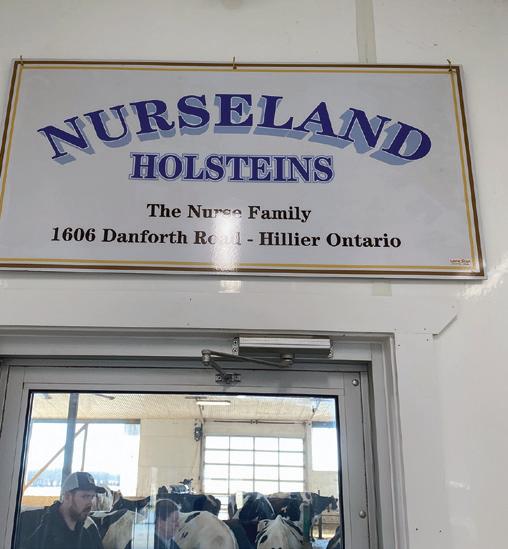 NURSELAND
HOLSTEINS
The Nurse Family
1606 Danforth Road - Hillier Ontario